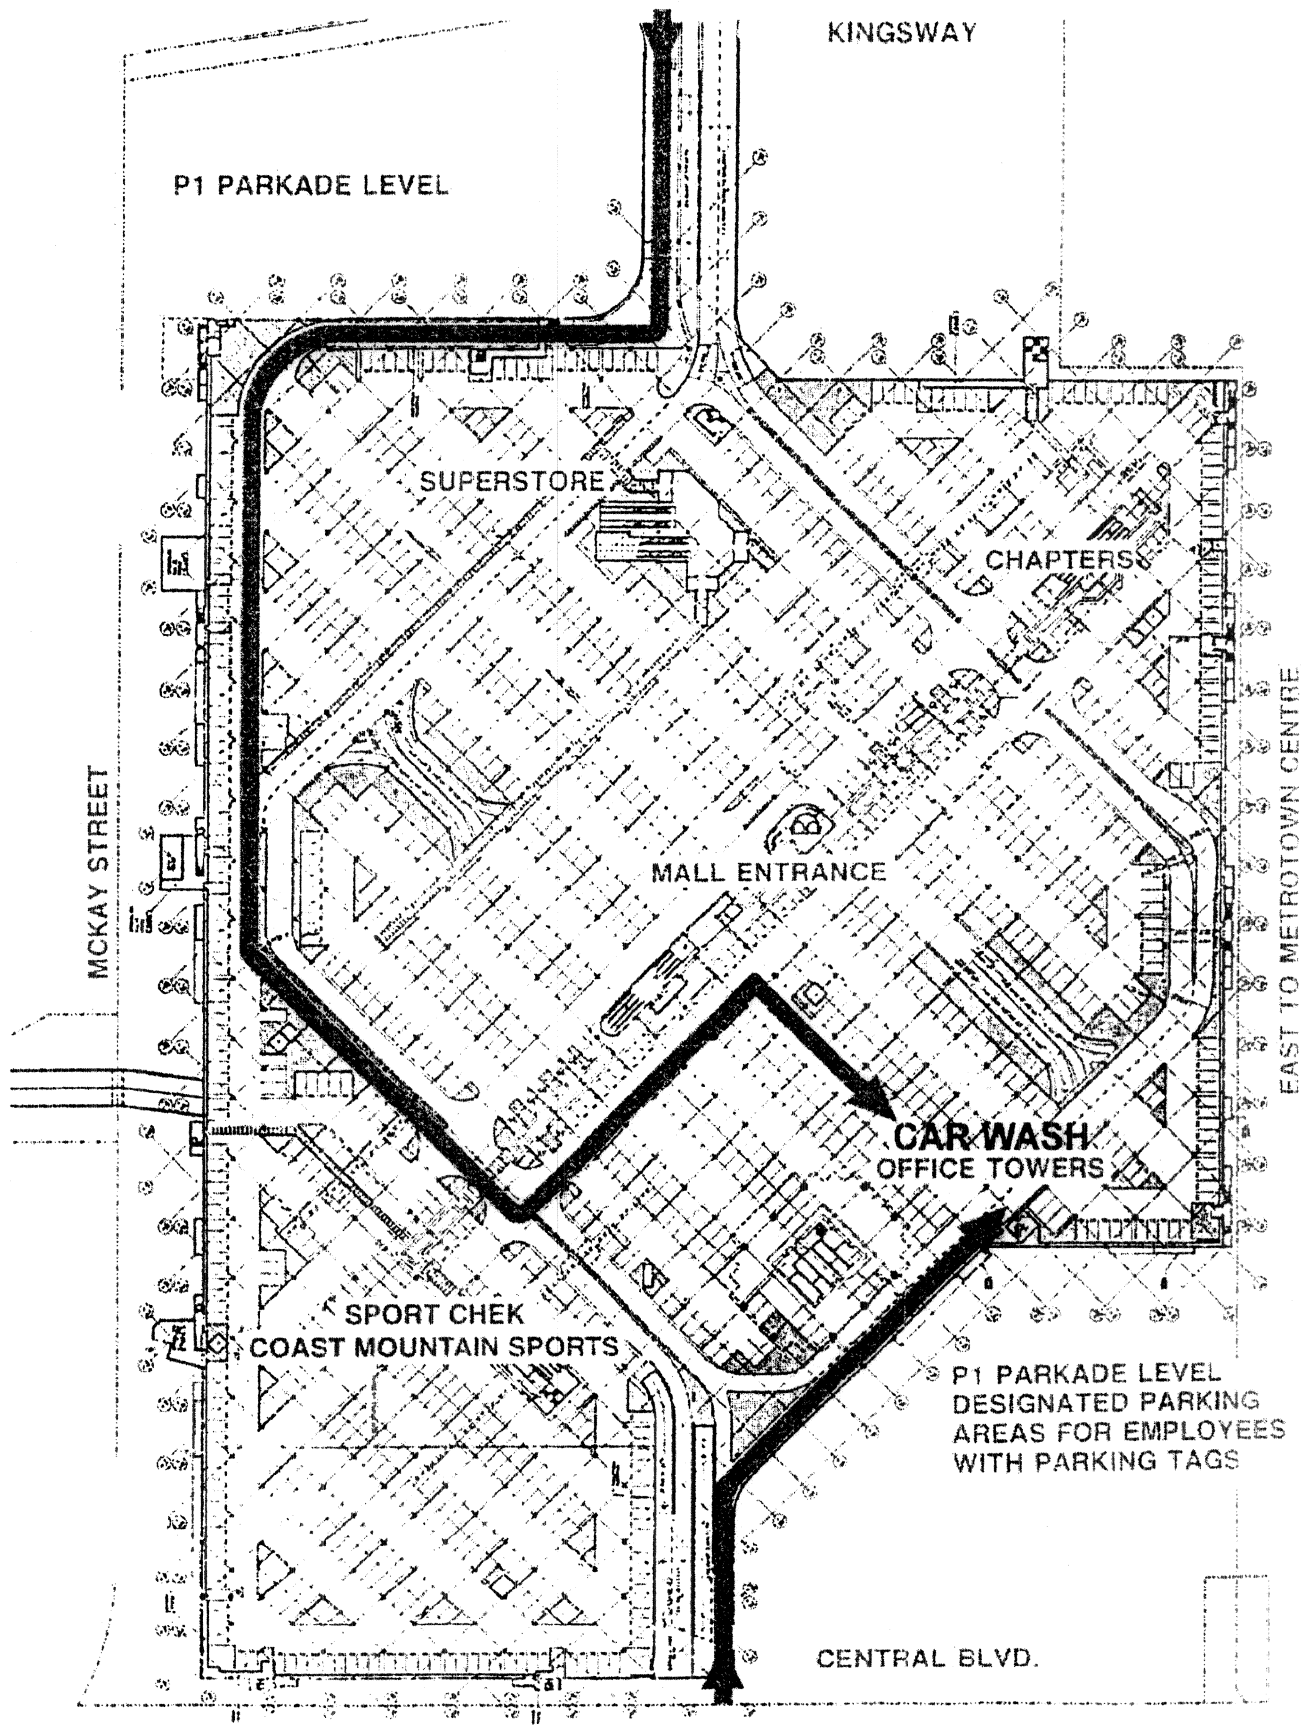 KINGSWAY
P1 PARKADE LEVEL
SUPERSTORE
CHAPTERS
MCKAY STREET
EAST TO METROTOWN CENTRE
MALL ENTRANCE
CAR WASH
OFFICE TOWERS
SPORT CHEK
COAST MOUNTAIN SPORTS
P1 PARKADE LEVEL
DESIGNATED PARKING
AREAS FOR EMPLOYEES
WITH PARKING TAGS
CENTRAL BLVD.